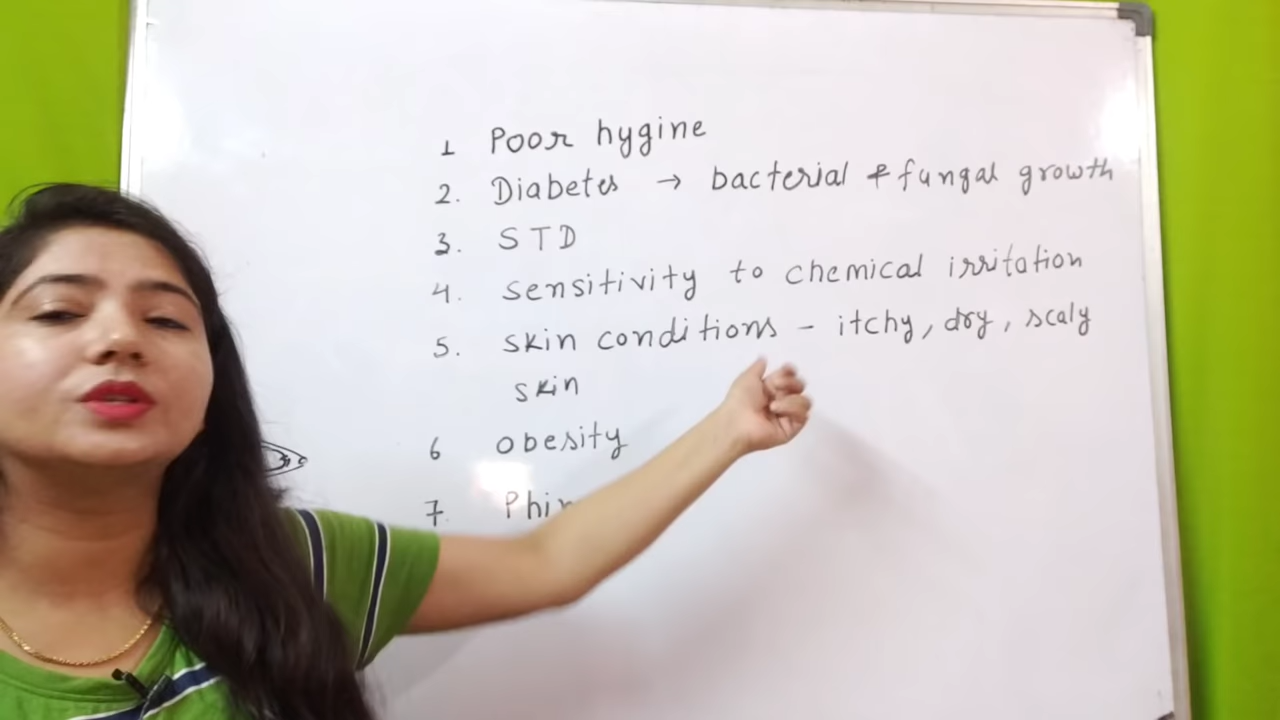 1 Poor hygine
2. Diabetes → bacterial & fungal growth
3. STD
4. Sensitivity to chemical irritation
5. Skin conditions - itchy, dry, scaly
skin
6 obesity
7.